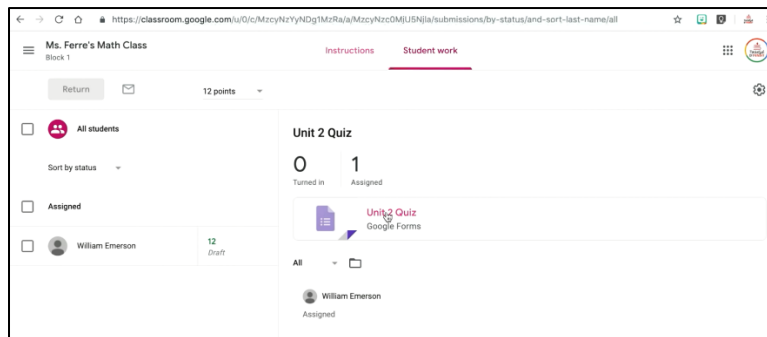 https://classroom.google.com/u/0/c/MzcyNzYyNDg1MzRa/a/MzcyNzc0MjU5Njla/submissions/by-status/and-sort-last-name/all
Ms. Ferre's Math Class
Block 1
Instructions
Student work
Return
12 points
All students
Sort by status
Assigned
William Emerson
12
Draft
Unit 2 Quiz
0
1
Turned in
Assigned
Unit 2 Quiz
Google Forms
All
William Emerson
Assigned